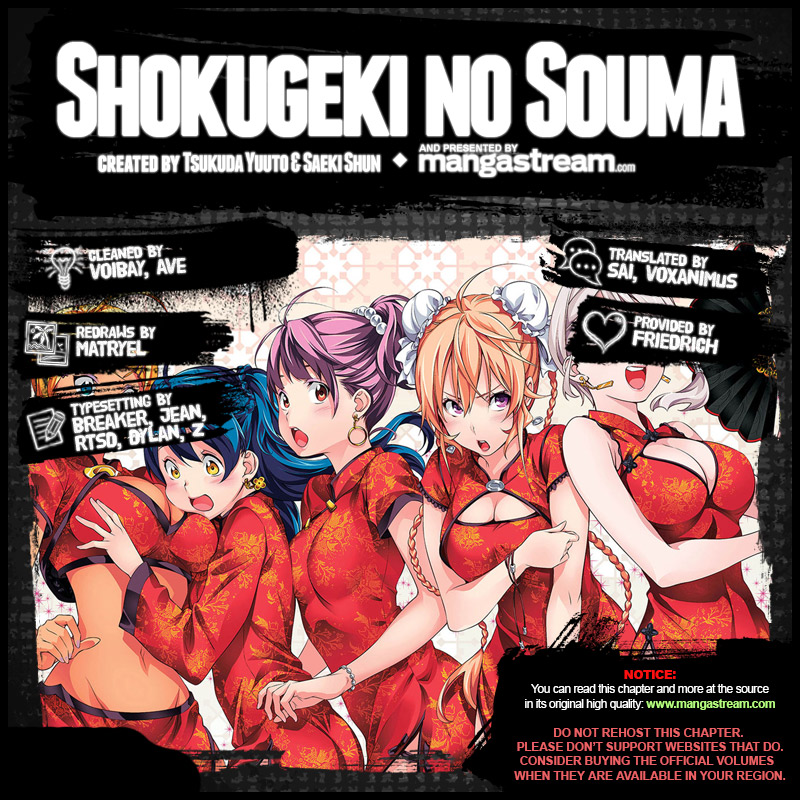 SHOKUGEKI NO SOUMA
CREATED BY TSUKUDA YUUTO & SAEKI SHUN ◆ AND PRESENTED BY mangastream.com
CLEANED BY
VOIBAY, AVE
REDRAWS BY
MATRYEL
TYPESETTING BY
BREAKER, JEAN,
RTSD, DYLAN, Z
TRANSLATED BY
SAI, VOXANIMUS
PROVIDED BY
FRIEDRICH
NOTICE:
You can read this chapter and more at the source
in its original high quality: www.mangastream.com
DO NOT REHOST THIS CHAPTER.
PLEASE DON'T SUPPORT WEBSITES THAT DO.
CONSIDER BUYING THE OFFICIAL VOLUMES
WHEN THEY ARE AVAILABLE IN YOUR REGION.